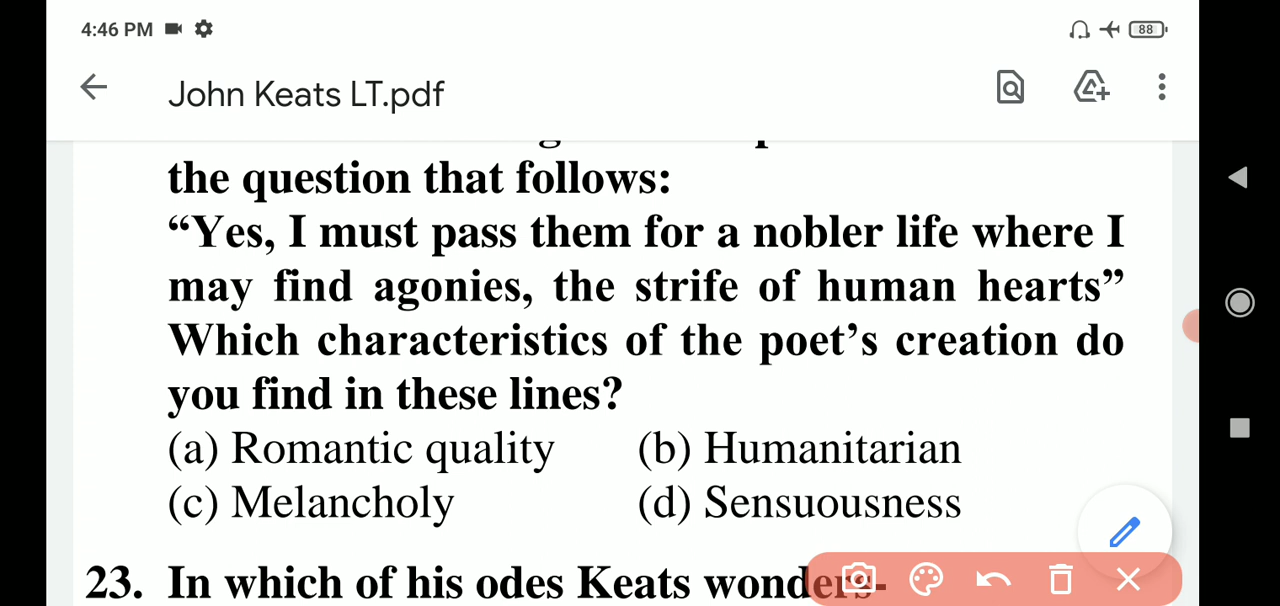 4:46 PM
88
John Keats LT.pdf
the question that follows:
“Yes, I must pass them for a nobler life where I
may find agonies, the strife of human hearts”
Which characteristics of the poet’s creation do
you find in these lines?
(a) Romantic quality (b) Humanitarian
(c) Melancholy (d) Sensuousness
23. In which of his odes Keats wonders-